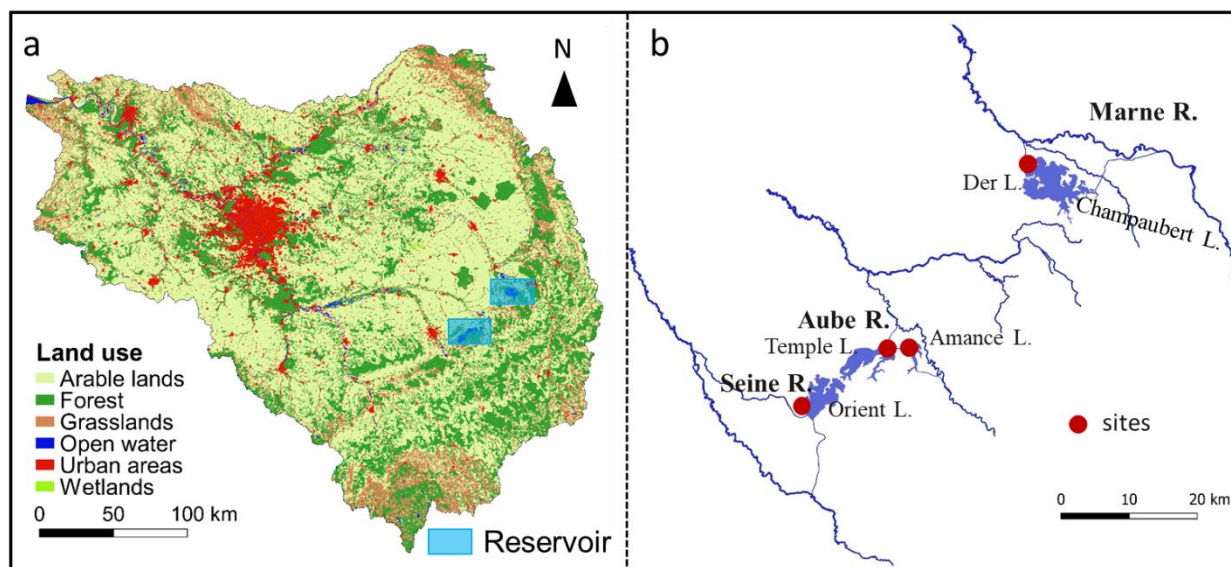 a
N
Land use
Arable lands
Forest
Grasslands
Open water
Urban areas
Wetlands
0 50 100 km
Reservoir
b
Marne R.
Der L.
Champaubert L.
Aube R.
Temple L.
Amance L.
Seine R.
Orient L.
sites
0 10 20 km